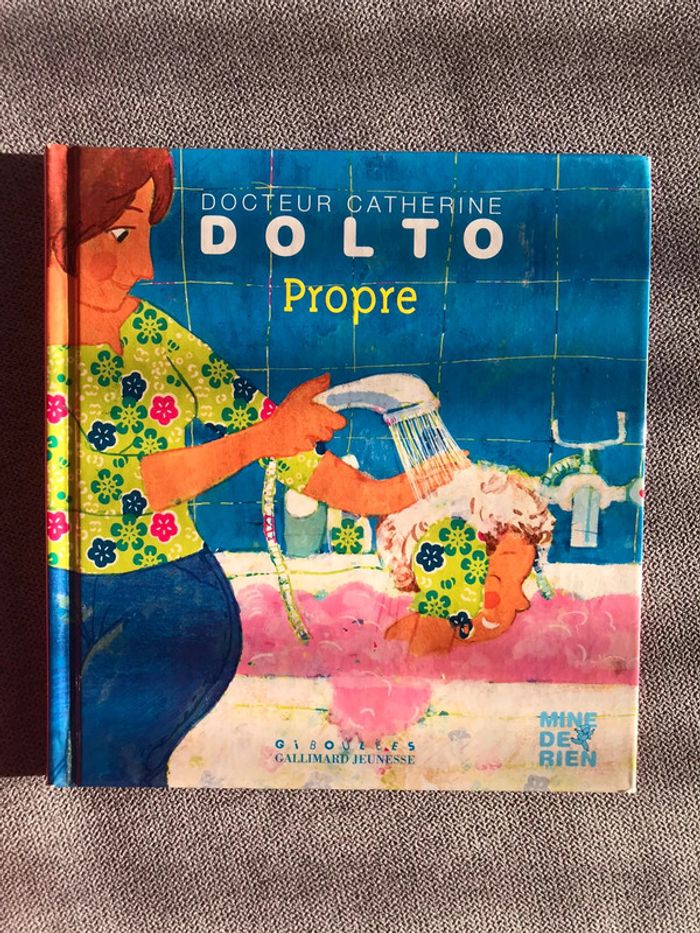 DOCTEUR CATHERINE
DOLTO
Propre
GIBOULÉES
GALLIMARD JEUNESSE
MINE
DE
RIEN